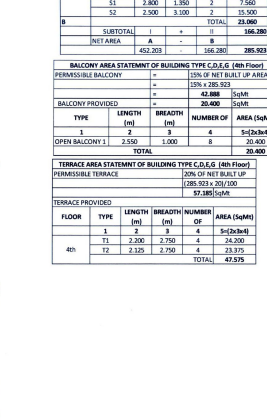 S1 2.800 1.350 2 7.560
S2 2.500 3.100 2 15.500
B TOTAL 23.060
SUBTOTAL I + II 166.280
NET AREA A - B
452.203 - 166.280 285.923
BALCONY AREA STATEMNT OF BUILDING TYPE C,D,E,G (4th Floor)
PERMISSIBLE BALCONY = 15% OF NET BUILT UP AREA
= 15% x 285.923
= 42.888 SqMt
BALCONY PROVIDED = 20.400 SqMt
TYPE LENGTH (m) BREADTH (m) NUMBER OF AREA (SqM
1 2 3 4 5=(2x3x4
OPEN BALCONY 1 2.550 1.000 8 20.400
TOTAL 20.400
TERRACE AREA STATEMNT OF BUILDING TYPE C,D,E,G (4th Floor)
PERMISSIBLE TERRACE 20% OF NET BUILT UP
(285.923 x 20)/100
57.185 SqMt
TERRACE PROVIDED
FLOOR TYPE LENGTH (m) BREADTH (m) NUMBER OF AREA (SqMt)
1 2 3 4 5=(2x3x4)
4th T1 2.200 2.750 4 24.200
T2 2.125 2.750 4 23.375
TOTAL 47.575